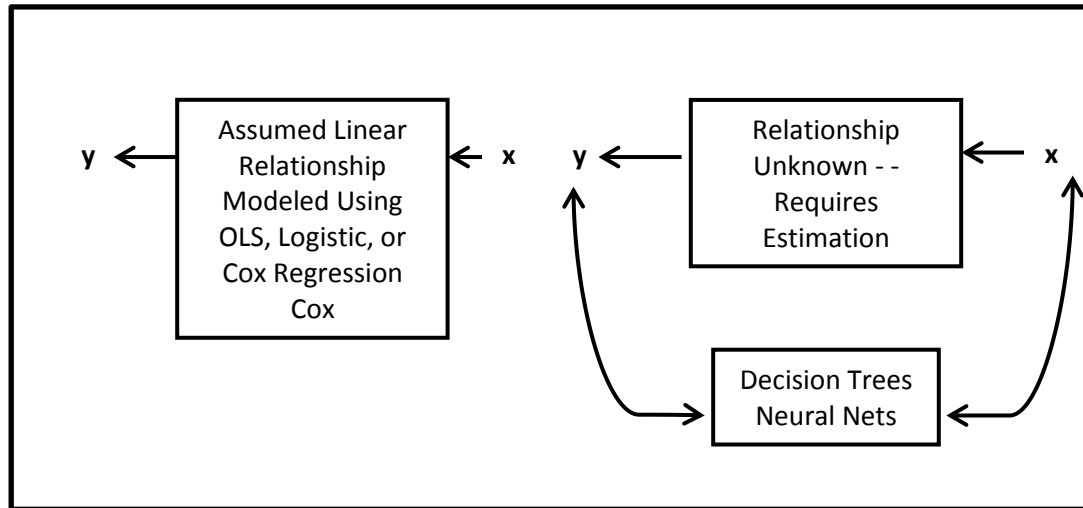 y
Assumed Linear
Relationship
Modeled Using
OLS, Logistic, or
Cox Regression
Cox
x
y
Relationship
Unknown - -
Requires
Estimation
x
Decision Trees
Neural Nets